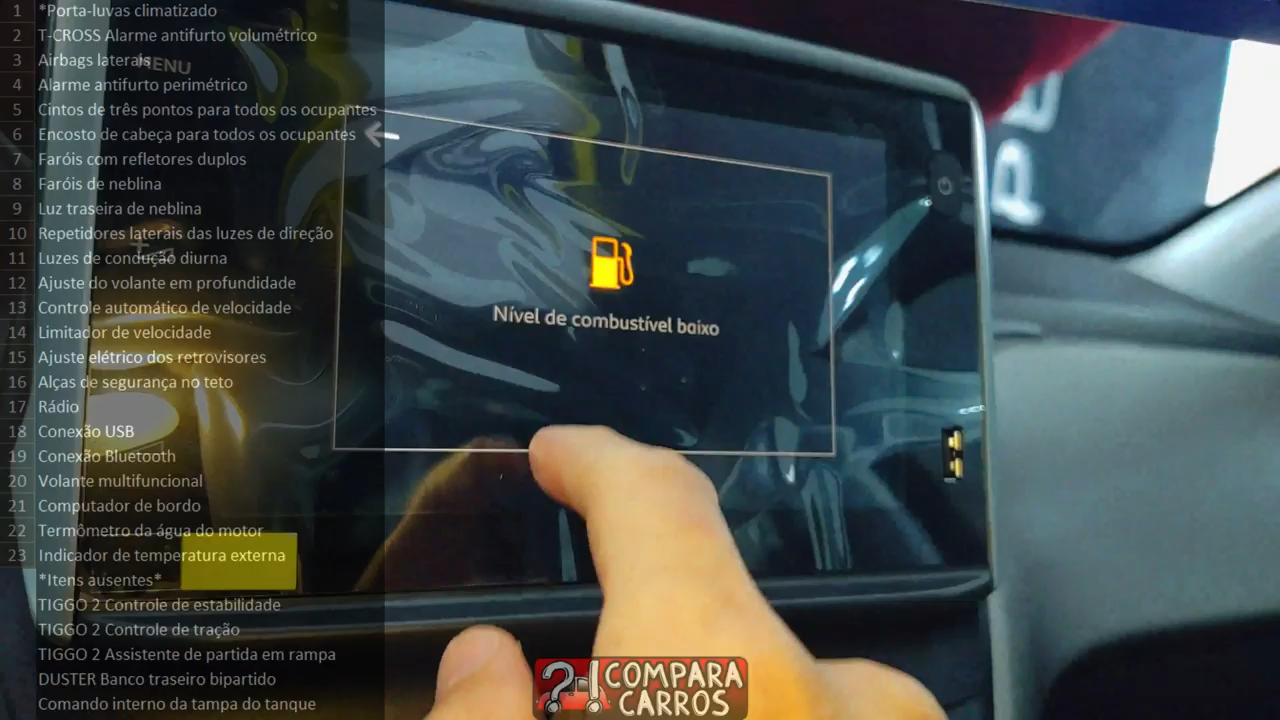 1 *Porta-luvas climatizado
2 T-CROSS Alarme antifurto volumétrico
3 Airbags laterais
4 Alarme antifurto perimétrico
5 Cintos de três pontos para todos os ocupantes
6 Encosto de cabeça para todos os ocupantes
7 Faróis com refletores duplos
8 Faróis de neblina
9 Luz traseira de neblina
10 Repetidores laterais das luzes de direção
11 Luzes de condução diurna
12 Ajuste do volante em profundidade
13 Controle automático de velocidade
14 Limitador de velocidade
15 Ajuste elétrico dos retrovisores
16 Alças de segurança no teto
17 Rádio
18 Conexão USB
19 Conexão Bluetooth
20 Volante multifuncional
21 Computador de bordo
22 Termômetro da água do motor
23 Indicador de temperatura externa
*Itens ausentes*
TIGGO 2 Controle de estabilidade
TIGGO 2 Controle de tração
TIGGO 2 Assistente de partida em rampa
DUSTER Banco traseiro bipartido
Comando interno da tampa do tanque
MENU
Nível de combustível baixo
?! COMPARA
CARROS